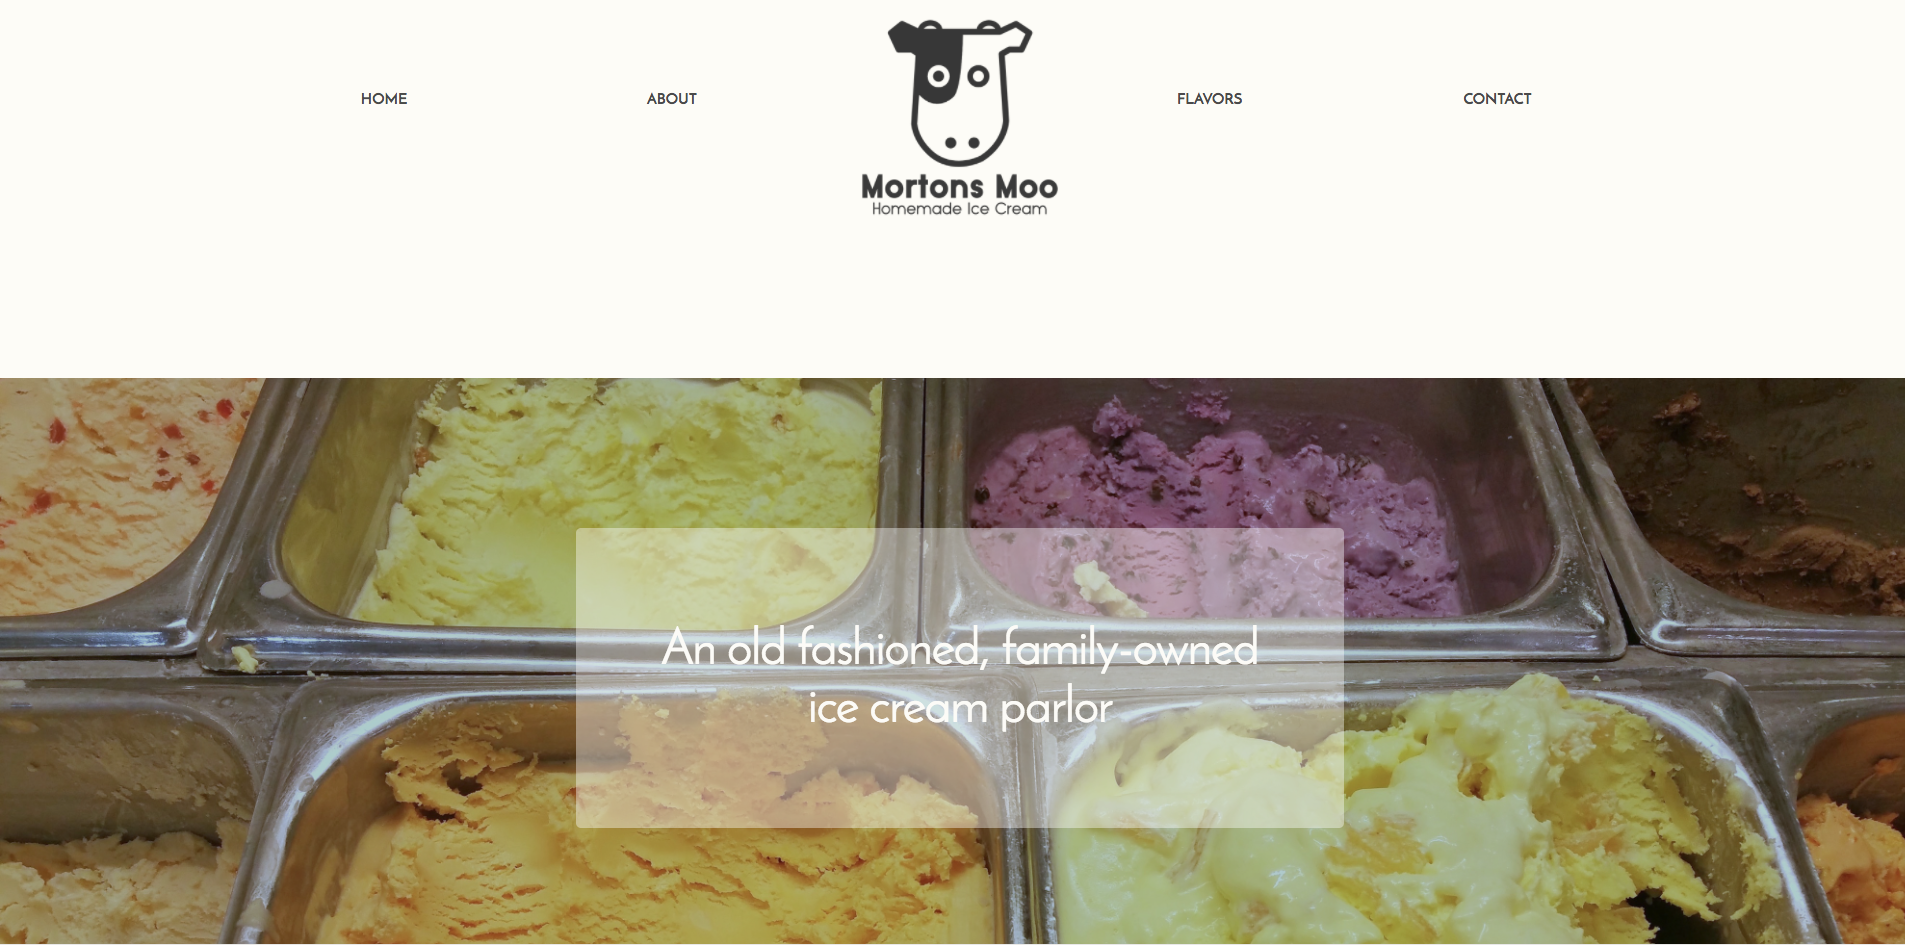 HOME
ABOUT
Mortons Moo
Homemade Ice Cream
FLAVORS
CONTACT
An old fashioned, family-owned
ice cream parlor